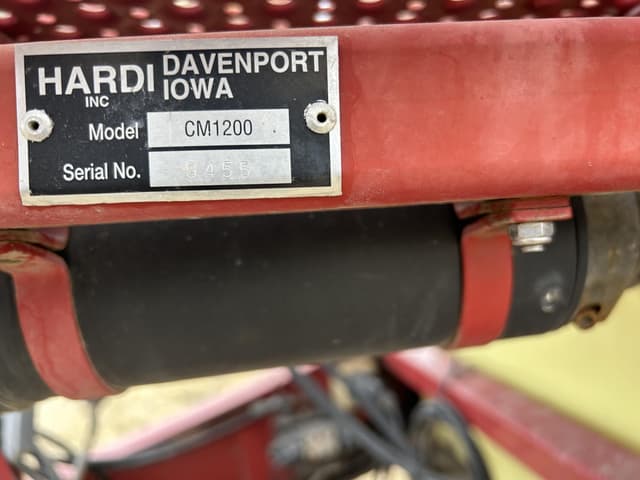 HARDI INC DAVENPORT IOWA
Model CM1200
Serial No.